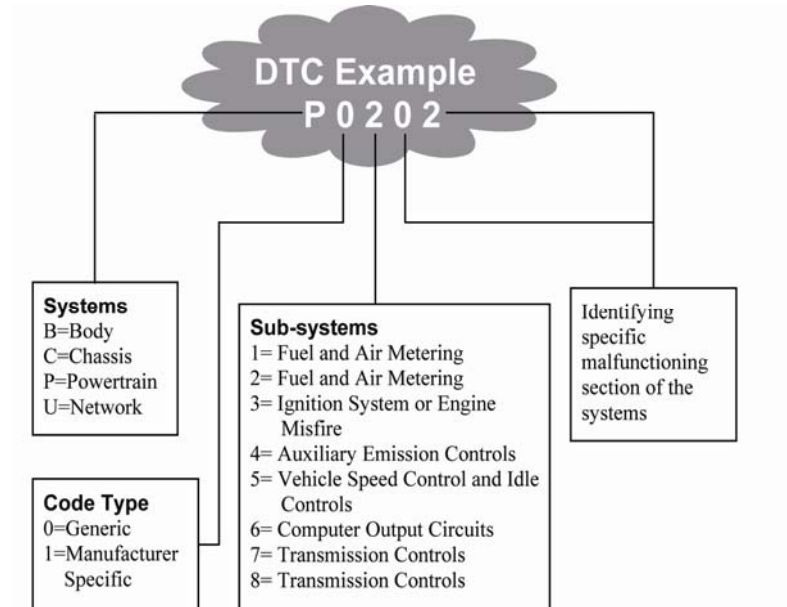 DTC Example
P 0 2 0 2
Systems
B=Body
C=Chassis
P=Powertrain
U=Network
Code Type
0=Generic
1=Manufacturer
Specific
Sub-systems
1= Fuel and Air Metering
2= Fuel and Air Metering
3= Ignition System or Engine
Misfire
4= Auxiliary Emission Controls
5= Vehicle Speed Control and Idle
Controls
6= Computer Output Circuits
7= Transmission Controls
8= Transmission Controls
Identifying
specific
malfunctioning
section of the
systems